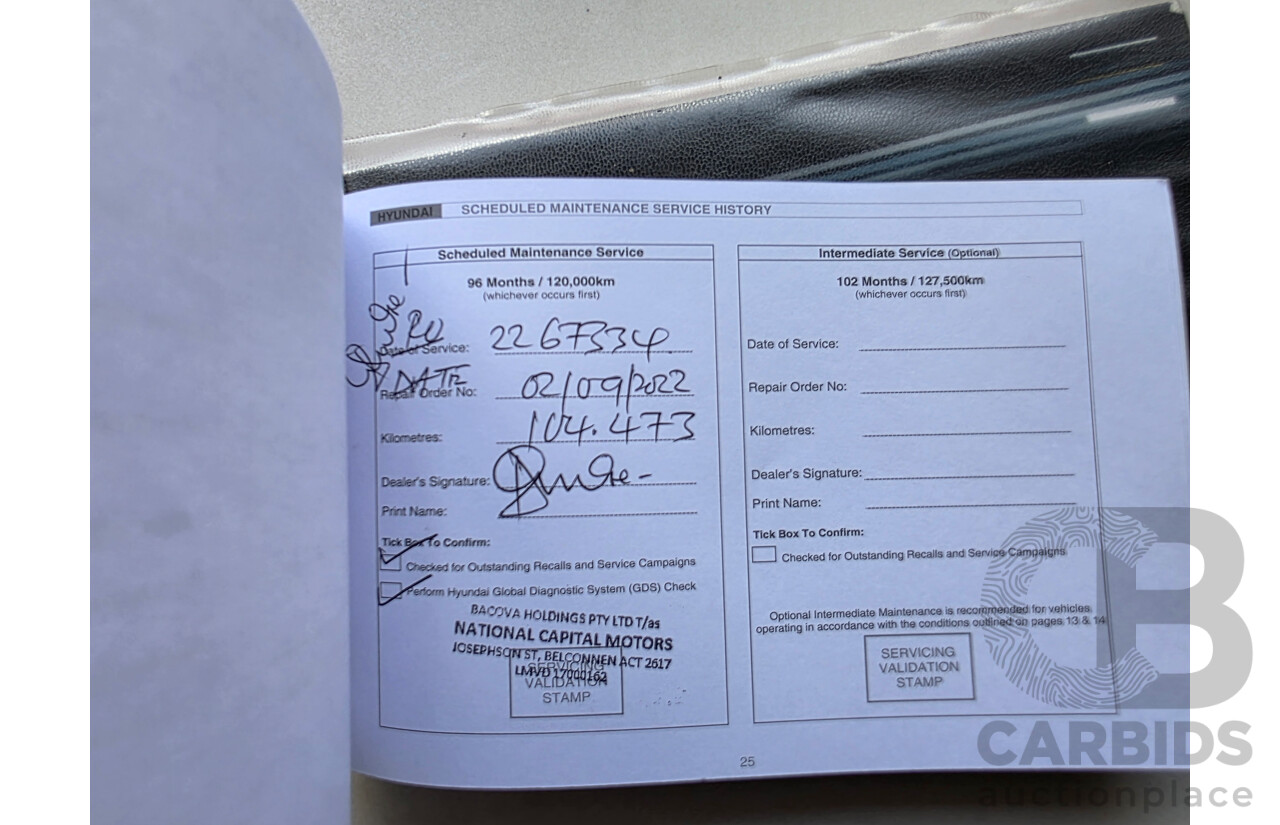 HYUNDAI SCHEDULED MAINTENANCE SERVICE HISTORY
Scheduled Maintenance Service
96 Months / 120,000km
(whichever occurs first)
RO
Date of Service: 2267334
DATE
Repair Order No: 02/09/2022
Kilometres: 104.473
Dealer's Signature:
Print Name:
Tick Box To Confirm:
Checked for Outstanding Recalls and Service Campaigns
Perform Hyundai Global Diagnostic System (GDS) Check
BACOVA HOLDINGS PTY LTD T/as
NATIONAL CAPITAL MOTORS
JOSEPHSON ST, BELCONNEN ACT 2617
LMVD 17000162
SERVICING
VALIDATION
STAMP
Intermediate Service (Optional)
102 Months / 127,500km
(whichever occurs first)
Date of Service:
Repair Order No:
Kilometres:
Dealer's Signature:
Print Name:
Tick Box To Confirm:
Checked for Outstanding Recalls and Service Campaigns
Optional Intermediate Maintenance is recommended for vehicles
operating in accordance with the conditions outlined on pages 13 & 14
SERVICING
VALIDATION
STAMP
25
CB
CARBIDS
auctionplace